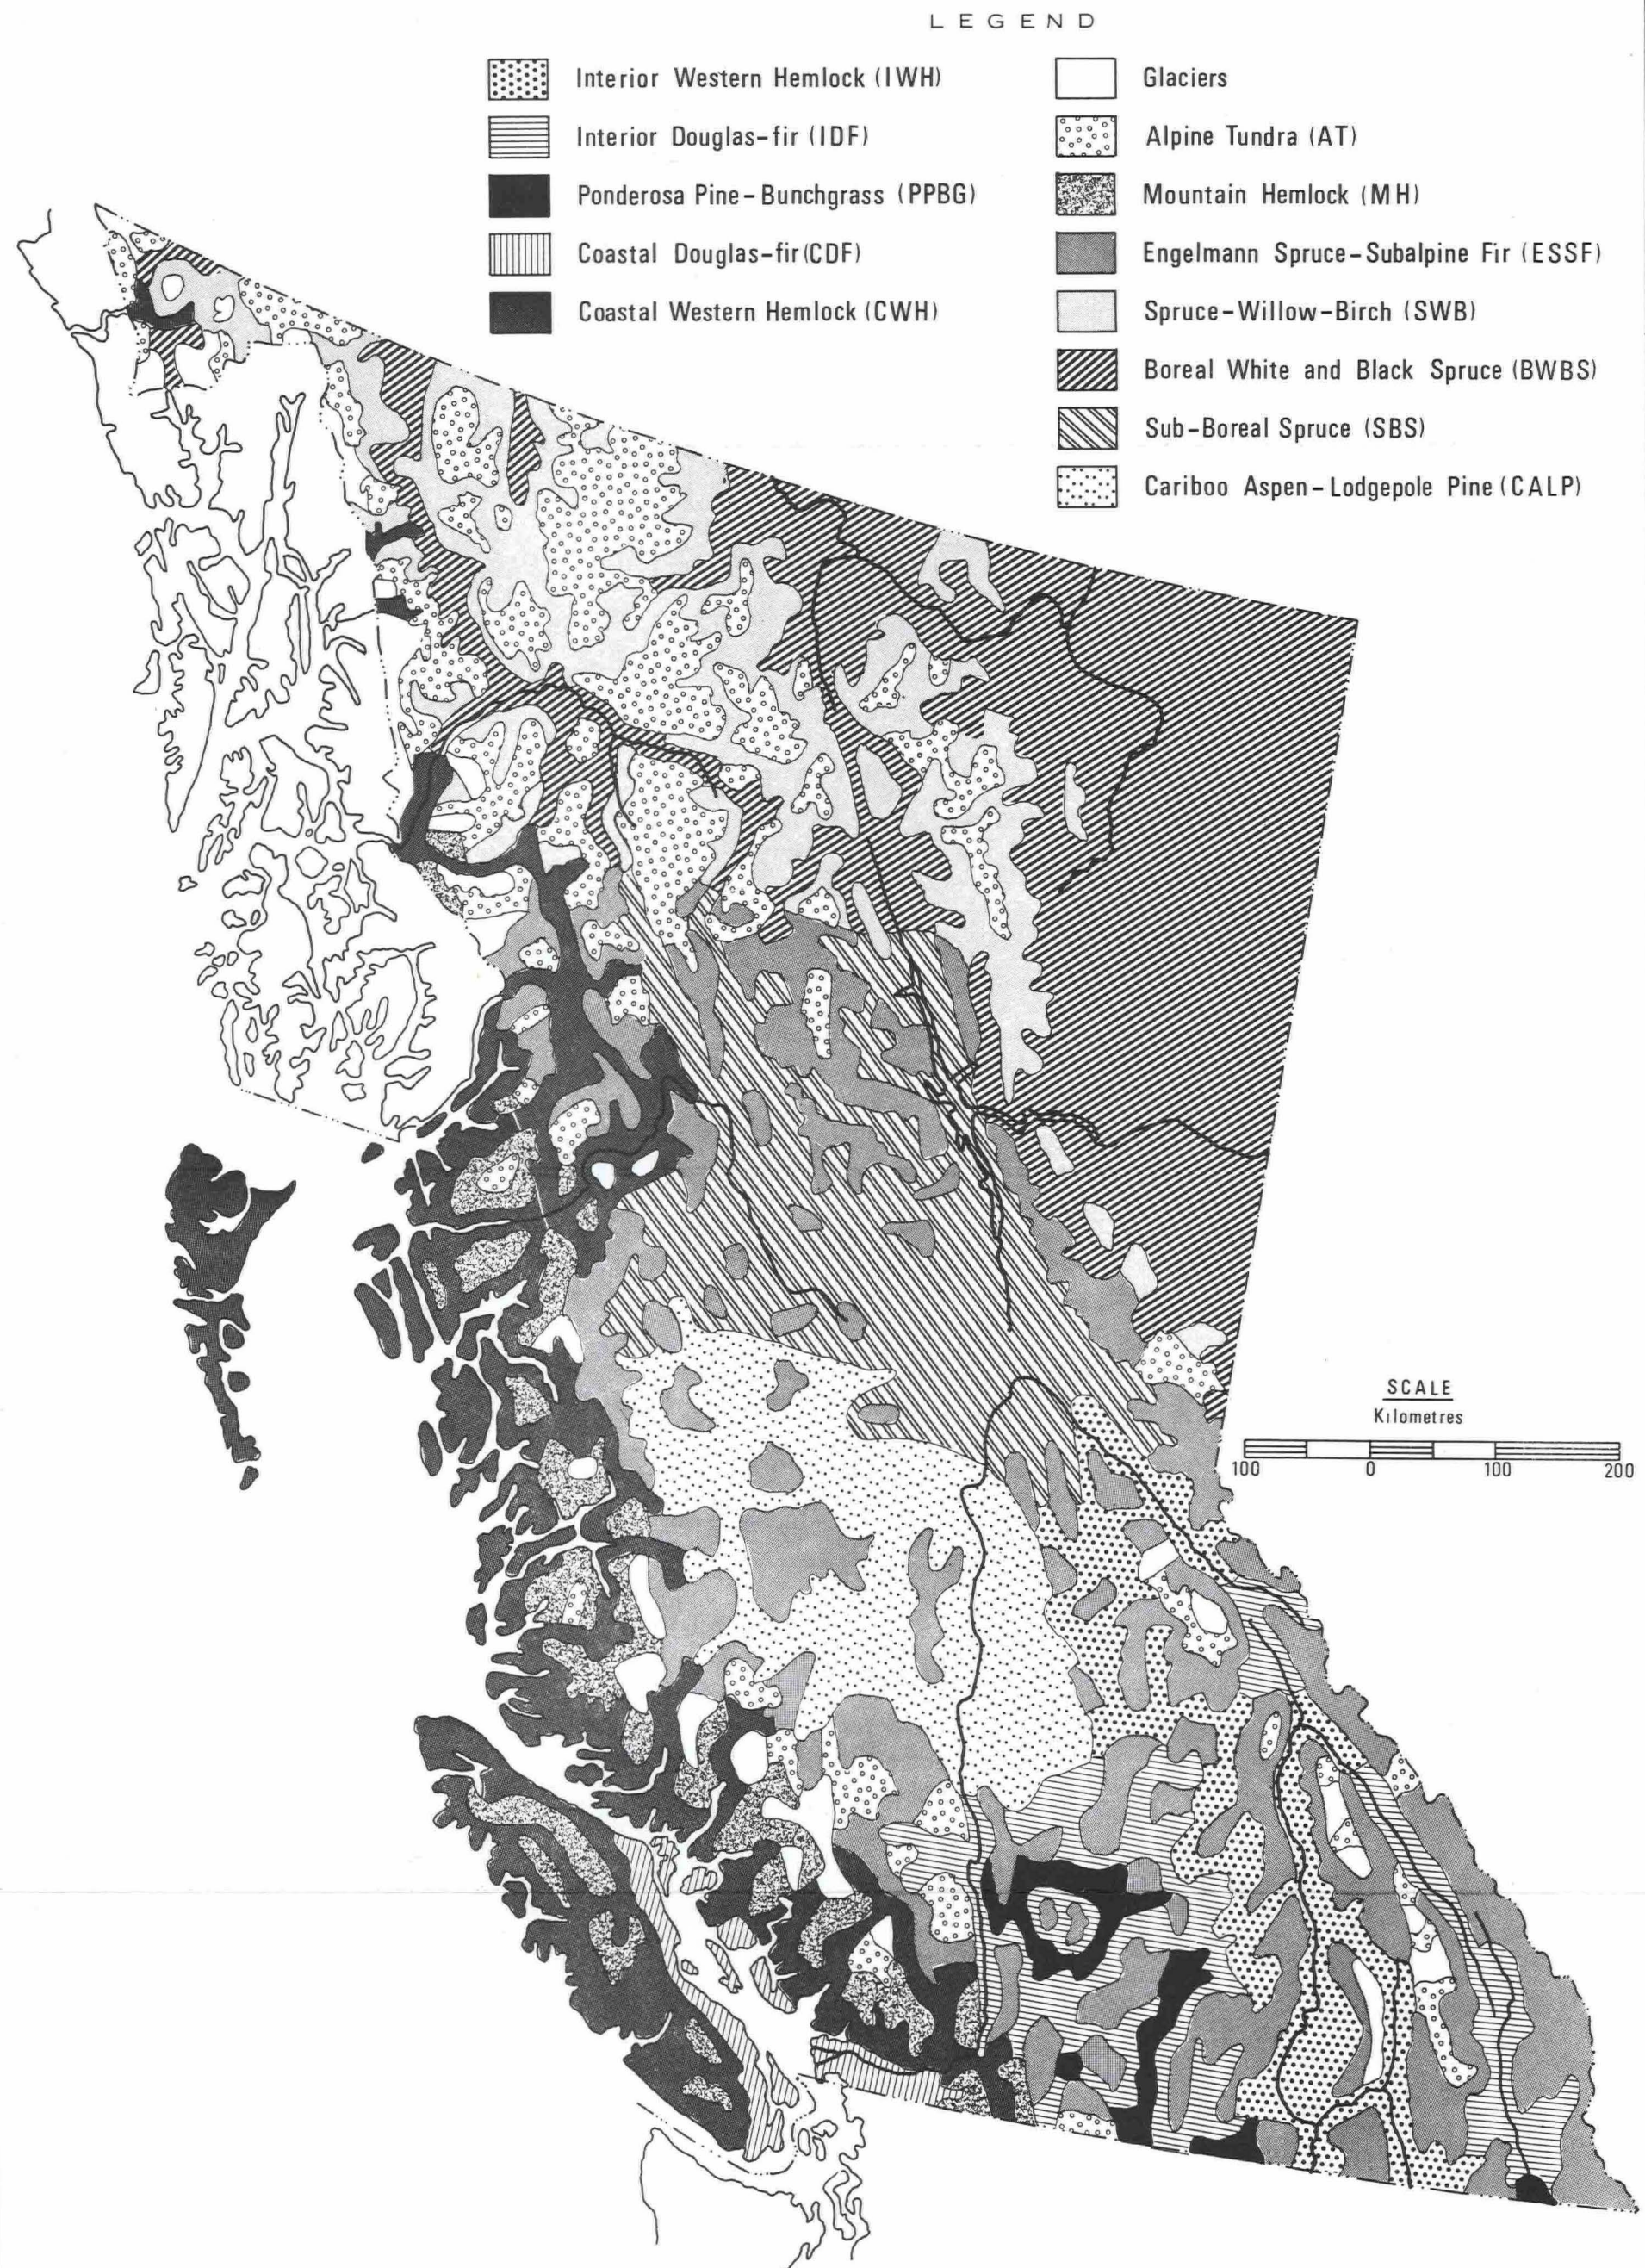 LEGEND
Interior Western Hemlock (IWH)
Interior Douglas-fir (IDF)
Ponderosa Pine-Bunchgrass (PPBG)
Coastal Douglas-fir (CDF)
Coastal Western Hemlock (CWH)
Glaciers
Alpine Tundra (AT)
Mountain Hemlock (MH)
Engelmann Spruce-Subalpine Fir (ESSF)
Spruce-Willow-Birch (SWB)
Boreal White and Black Spruce (BWBS)
Sub-Boreal Spruce (SBS)
Cariboo Aspen-Lodgepole Pine (CALP)
SCALE
Kilometres
100 0 100 200